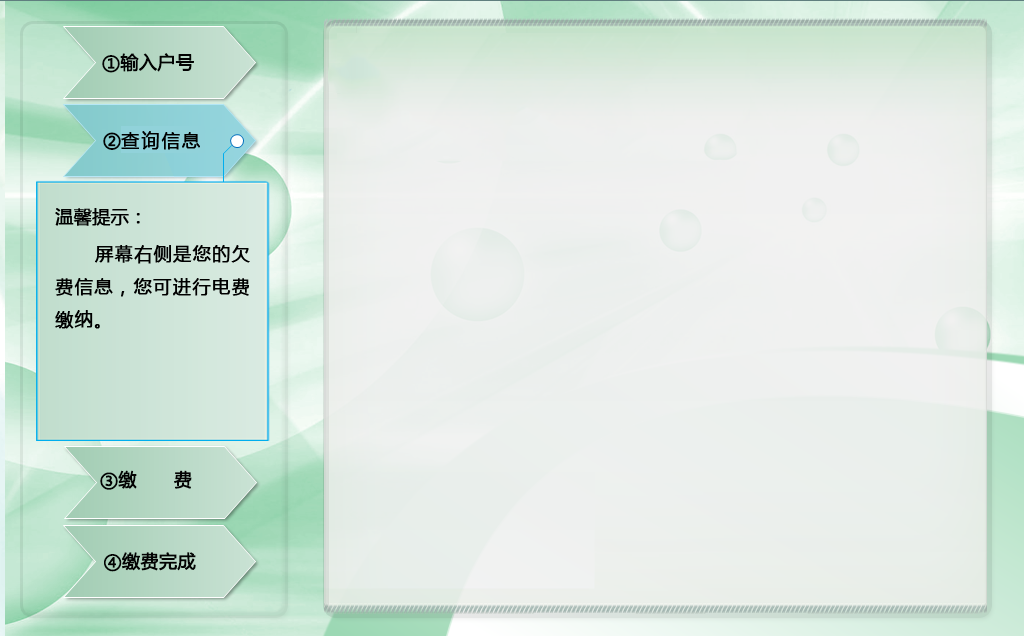 ①输入户号
②查询信息
温馨提示：
屏幕右侧是您的欠
费信息，您可进行电费
缴纳。
③缴 费
④缴费完成